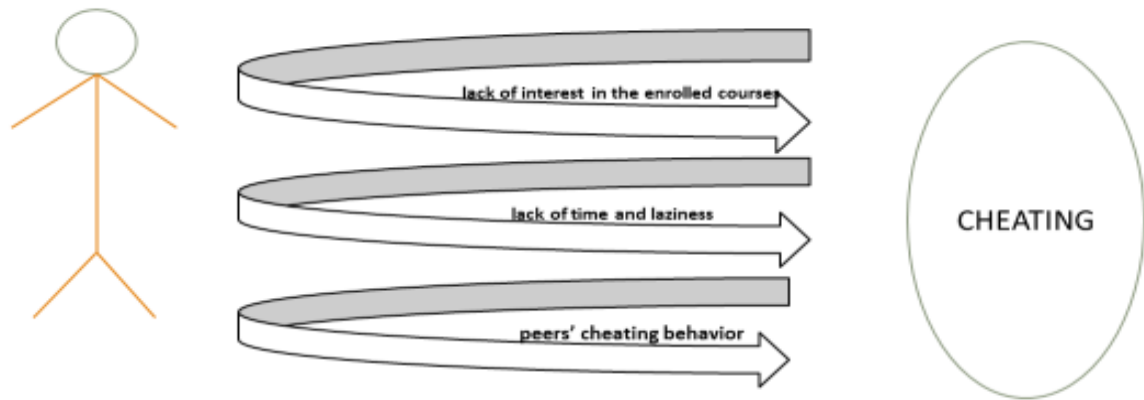 lack of interest in the enrolled courses
lack of time and laziness
CHEATING
peers’ cheating behavior